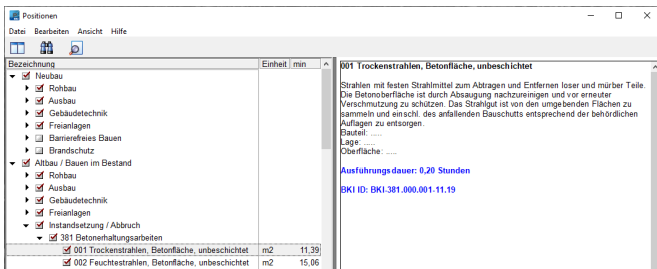 Positionen
Datei Bearbeiten Ansicht Hilfe
Bezeichnung Einheit min
Neubau
Rohbau
Ausbau
Gebäudetechnik
Freianlagen
Barrierefreies Bauen
Brandschutz
Altbau / Bauen im Bestand
Rohbau
Ausbau
Gebäudetechnik
Freianlagen
Instandsetzung / Abbruch
381 Betonerhaltungsarbeiten
001 Trockenstrahlen, Betonfläche, unbeschichtet m2 11,39
002 Feuchtestrahlen, Betonfläche, unbeschichtet m2 15,06
001 Trockenstrahlen, Betonfläche, unbeschichtet
Strahlen mit festen Strahlmittel zum Abtragen und Entfernen loser und mürber Teile.
Die Betonoberfläche ist durch Absaugung nachzureinigen und vor erneuter
Verschmutzung zu schützen. Das Strahlgut ist von den umgebenden Flächen zu
sammeln und einschl. des anfallenden Bauschutts entsprechend der behördlichen
Auflagen zu entsorgen.
Bauteil: .....
Lage: .....
Oberfläche: .....
Ausführungsdauer: 0,20 Stunden
BKI ID: BKI-381.000.001-11.19